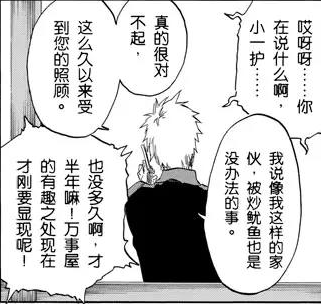 哎呀呀……你
在说什么啊，
小一护……
我说像我这样的家
伙，被炒鱿鱼也是
没办法的事。
真的很对
不起，
这么久以来受
到您的照顾。
也没多久啊，才
半年嘛！万事屋
的有趣之处现在
才刚要显现呢！